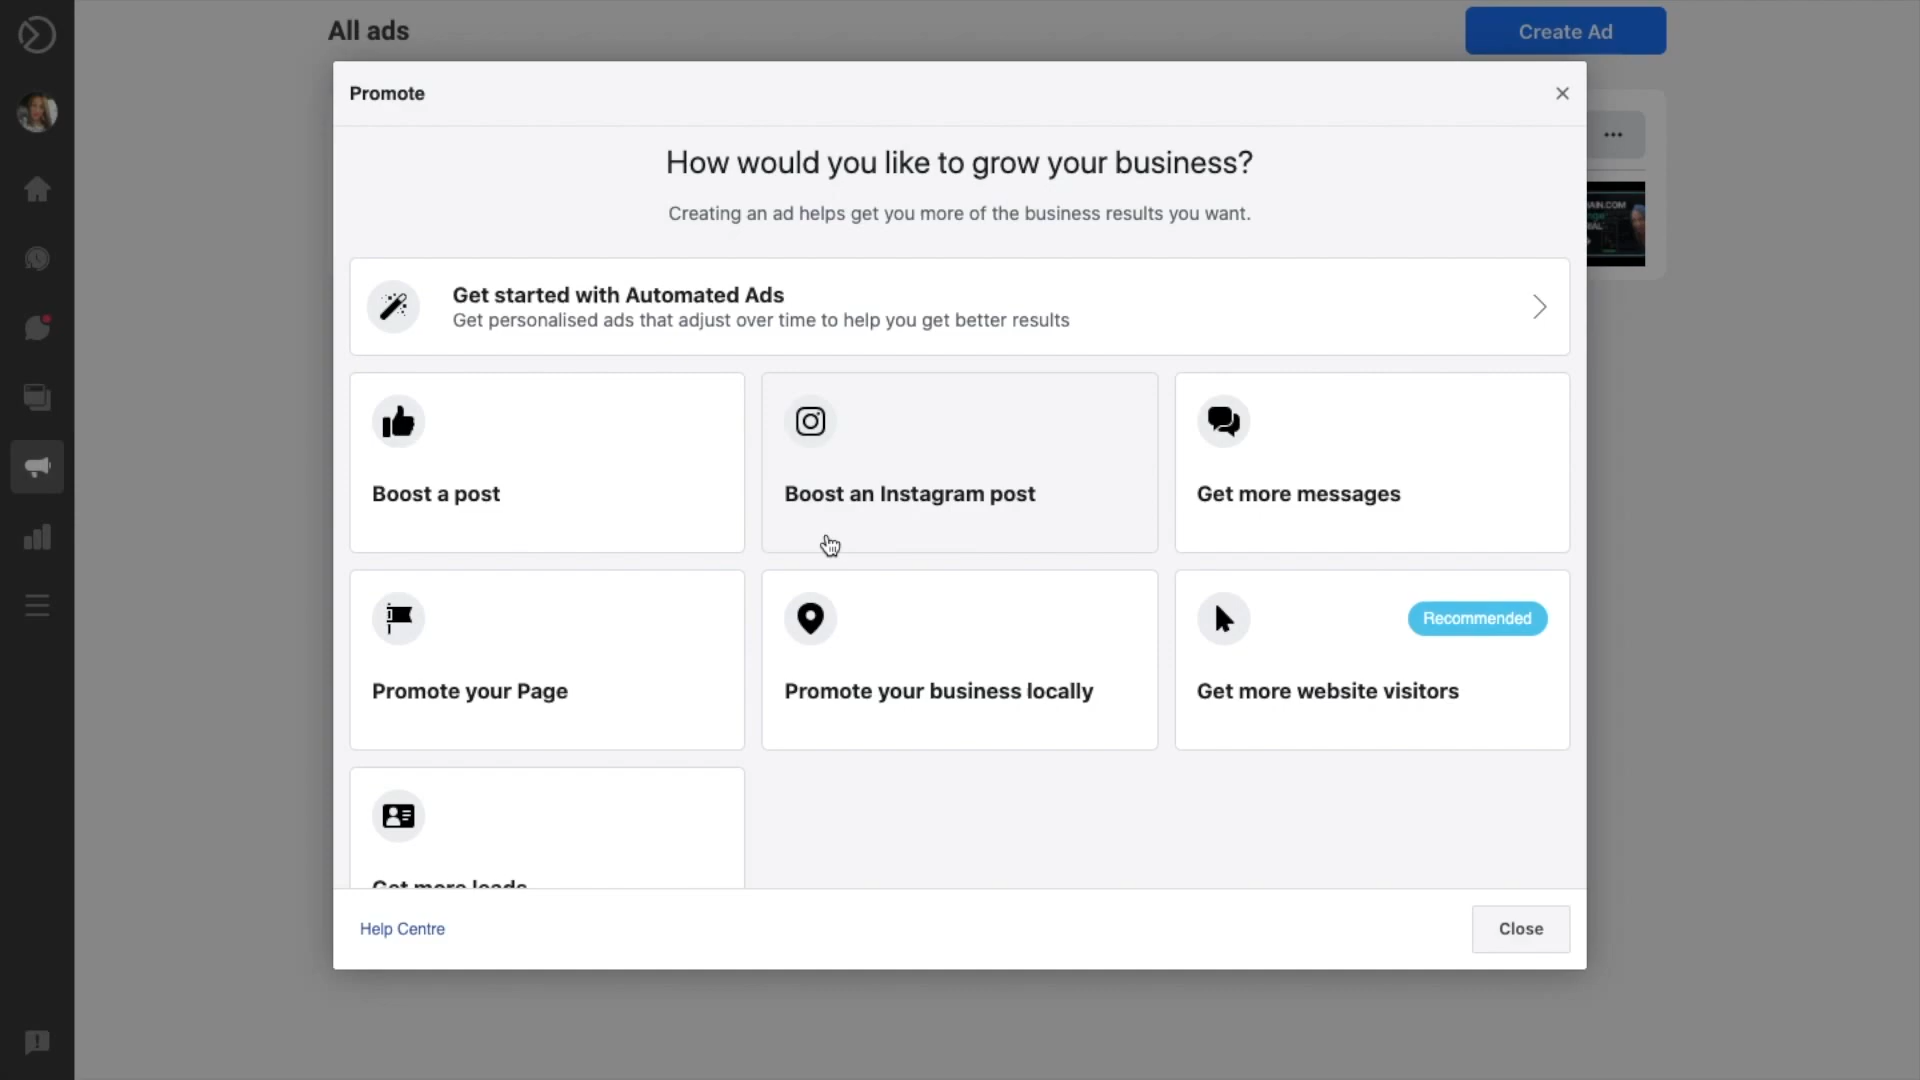 All ads
Create Ad
Promote
How would you like to grow your business?
Creating an ad helps get you more of the business results you want.
Get started with Automated Ads
Get personalised ads that adjust over time to help you get better results
Boost a post
Boost an Instagram post
Get more messages
Recommended
Promote your Page
Promote your business locally
Get more website visitors
Get more leads
Help Centre
Close